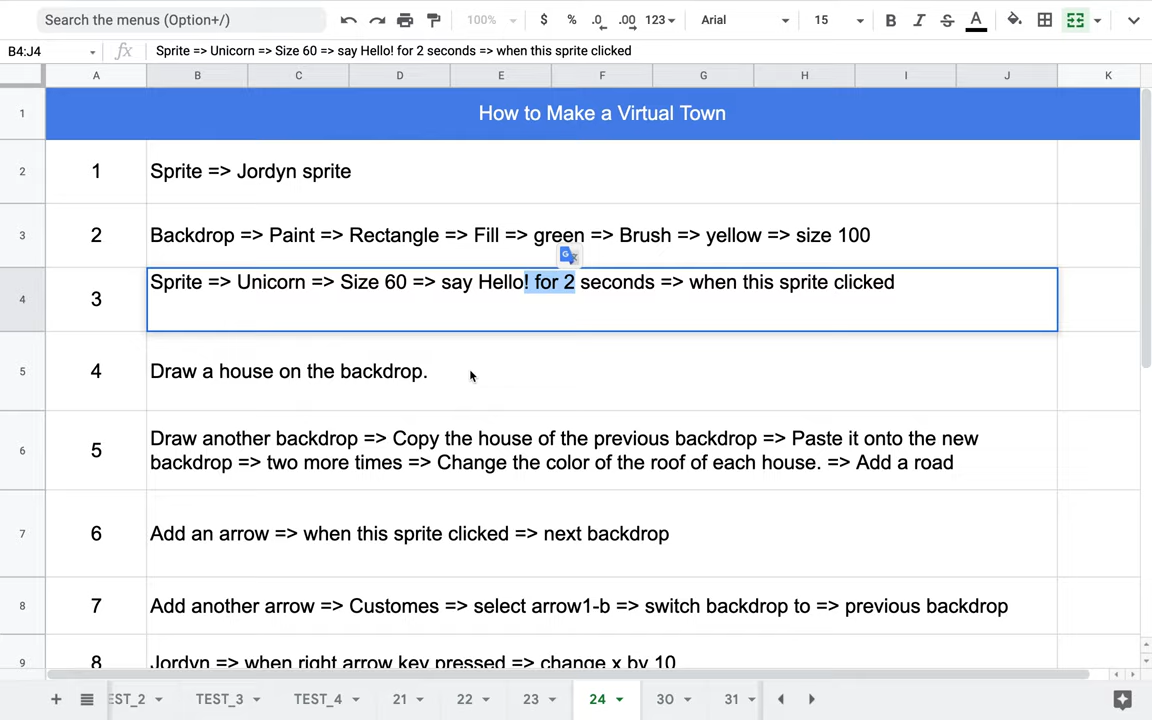 Search the menus (Option+/)
100%
$ % .0 .00 123
Arial
15
B I S A
B4:J4
fx
Sprite => Unicorn => Size 60 => say Hello! for 2 seconds => when this sprite clicked
A B C D E F G H I J K
1 How to Make a Virtual Town
2 1 Sprite => Jordyn sprite
3 2 Backdrop => Paint => Rectangle => Fill => green => Brush => yellow => size 100
4 3 Sprite => Unicorn => Size 60 => say Hello! for 2 seconds => when this sprite clicked
5 4 Draw a house on the backdrop.
6 5 Draw another backdrop => Copy the house of the previous backdrop => Paste it onto the new
backdrop => two more times => Change the color of the roof of each house. => Add a road
7 6 Add an arrow => when this sprite clicked => next backdrop
8 7 Add another arrow => Customes => select arrow1-b => switch backdrop to => previous backdrop
9 8 Jordyn => when right arrow key pressed => change x by 10
EST_2 TEST_3 TEST_4 21 22 23 24 30 31